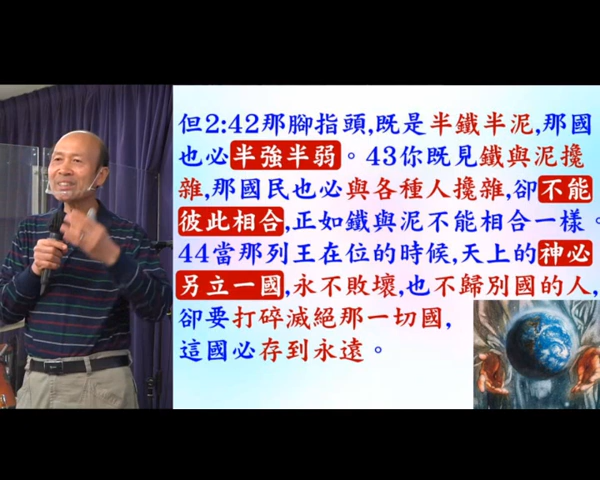 但2:42那腳指頭,既是半鐵半泥,那國
也必半強半弱。43你既見鐵與泥攙
雜,那國民也必與各種人攙雜,卻不能
彼此相合,正如鐵與泥不能相合一樣。
44當那列王在位的時候,天上的神必
另立一國,永不敗壞,也不歸別國的人,
卻要打碎滅絕那一切國,
這國必存到永遠。